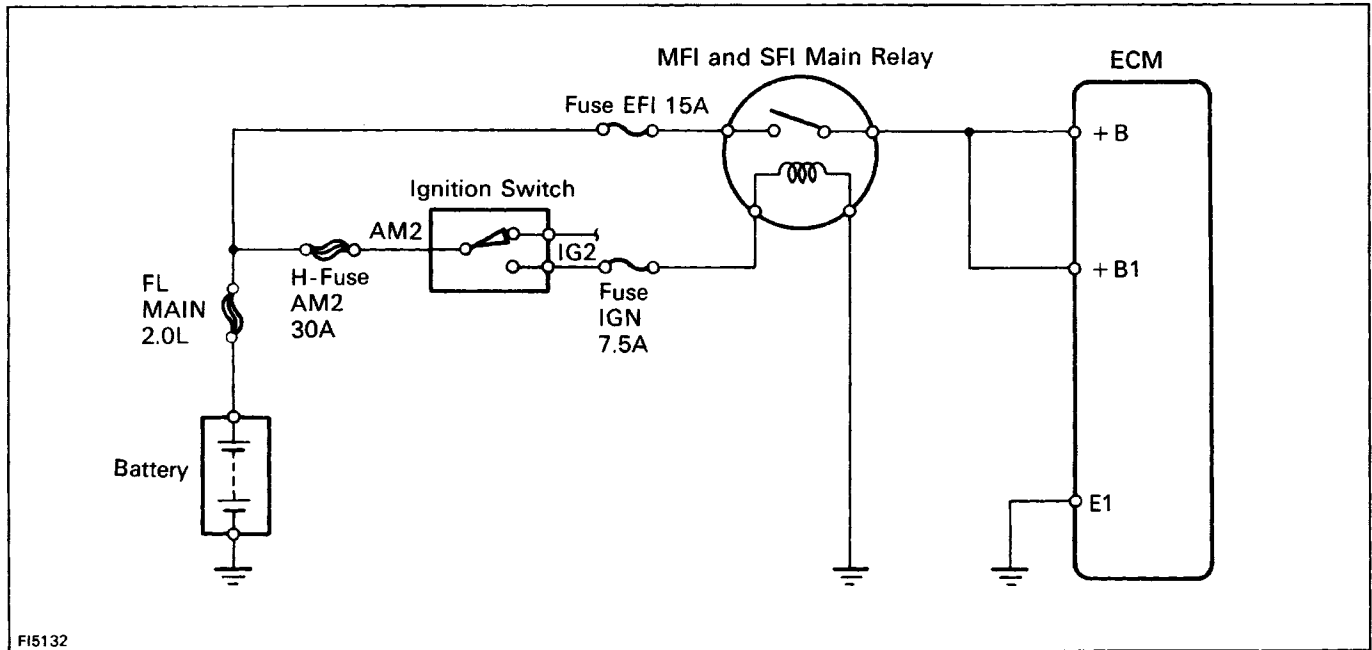 MFI and SFI Main Relay
ECM
Fuse EFI 15A
+B
Ignition Switch
AM2
IG2
+B1
FL
MAIN
2.0L
H-Fuse
AM2
30A
Fuse
IGN
7.5A
Battery
E1
FI5132